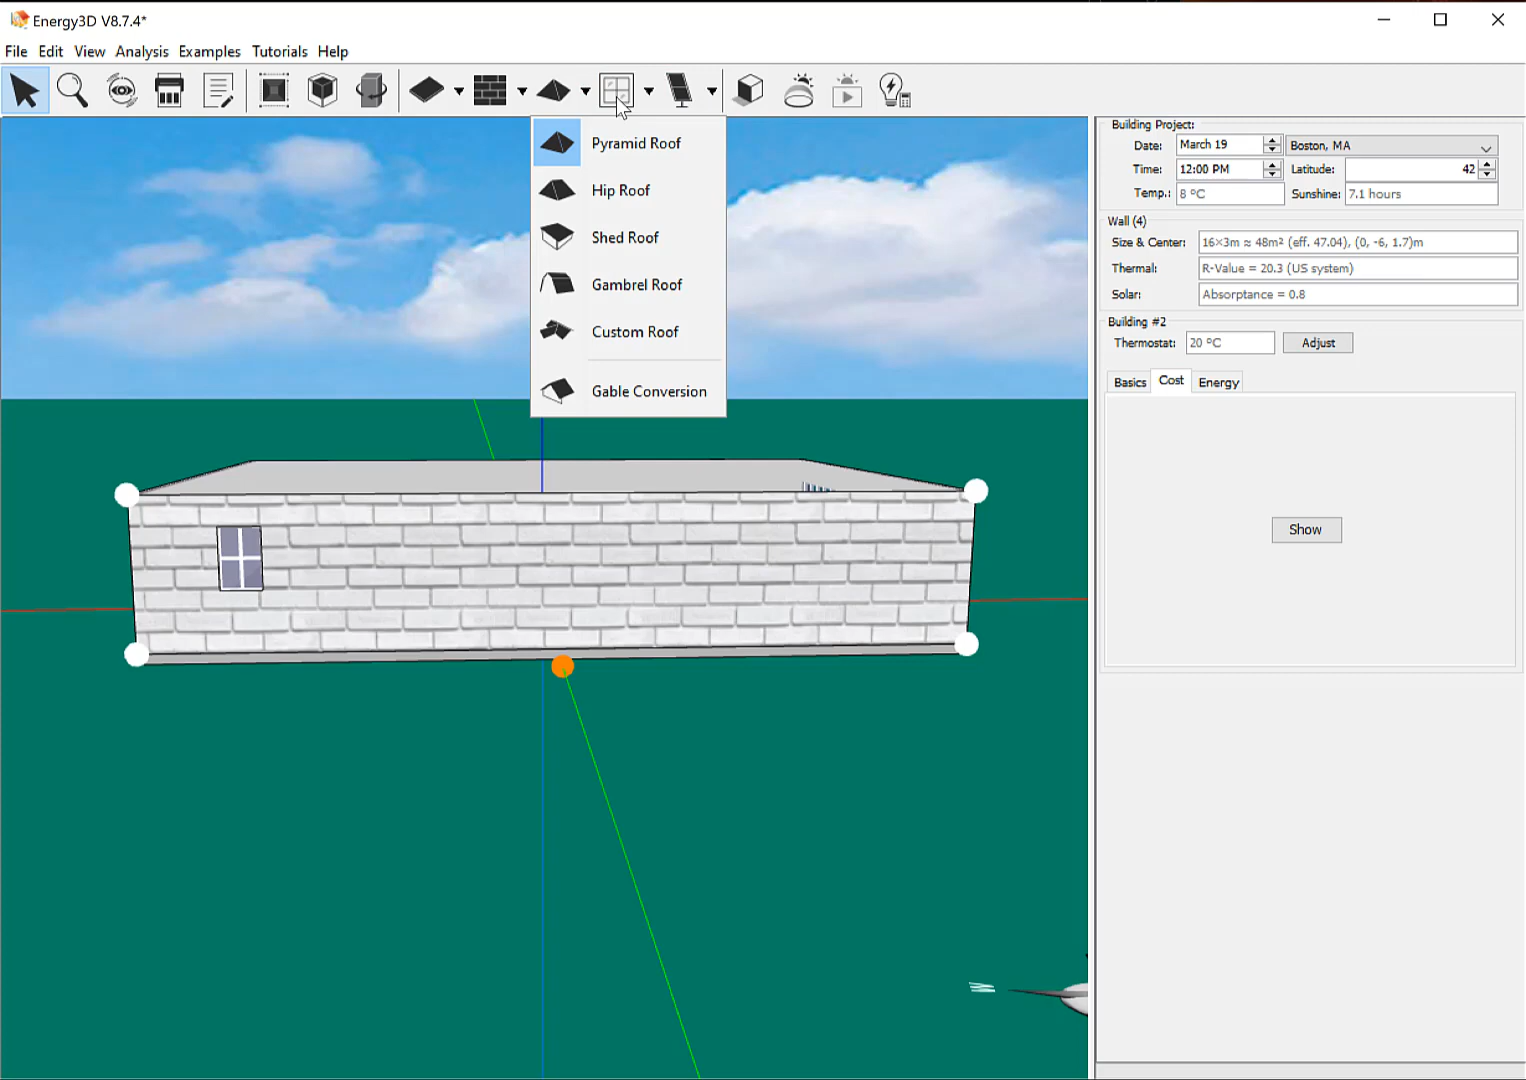 Energy3D V8.7.4*
File Edit View Analysis Examples Tutorials Help
Pyramid Roof
Hip Roof
Shed Roof
Gambrel Roof
Custom Roof
Gable Conversion
Building Project:
Date: March 19 Boston, MA
Time: 12:00 PM Latitude: 42
Temp.: 8 ºC Sunshine: 7.1 hours
Wall (4)
Size & Center: 16×3m ≈ 48m² (eff. 47.04), (0, -6, 1.7)m
Thermal: R-Value = 20.3 (US system)
Solar: Absorptance = 0.8
Building #2
Thermostat: 20 ºC Adjust
Basics Cost Energy
Show